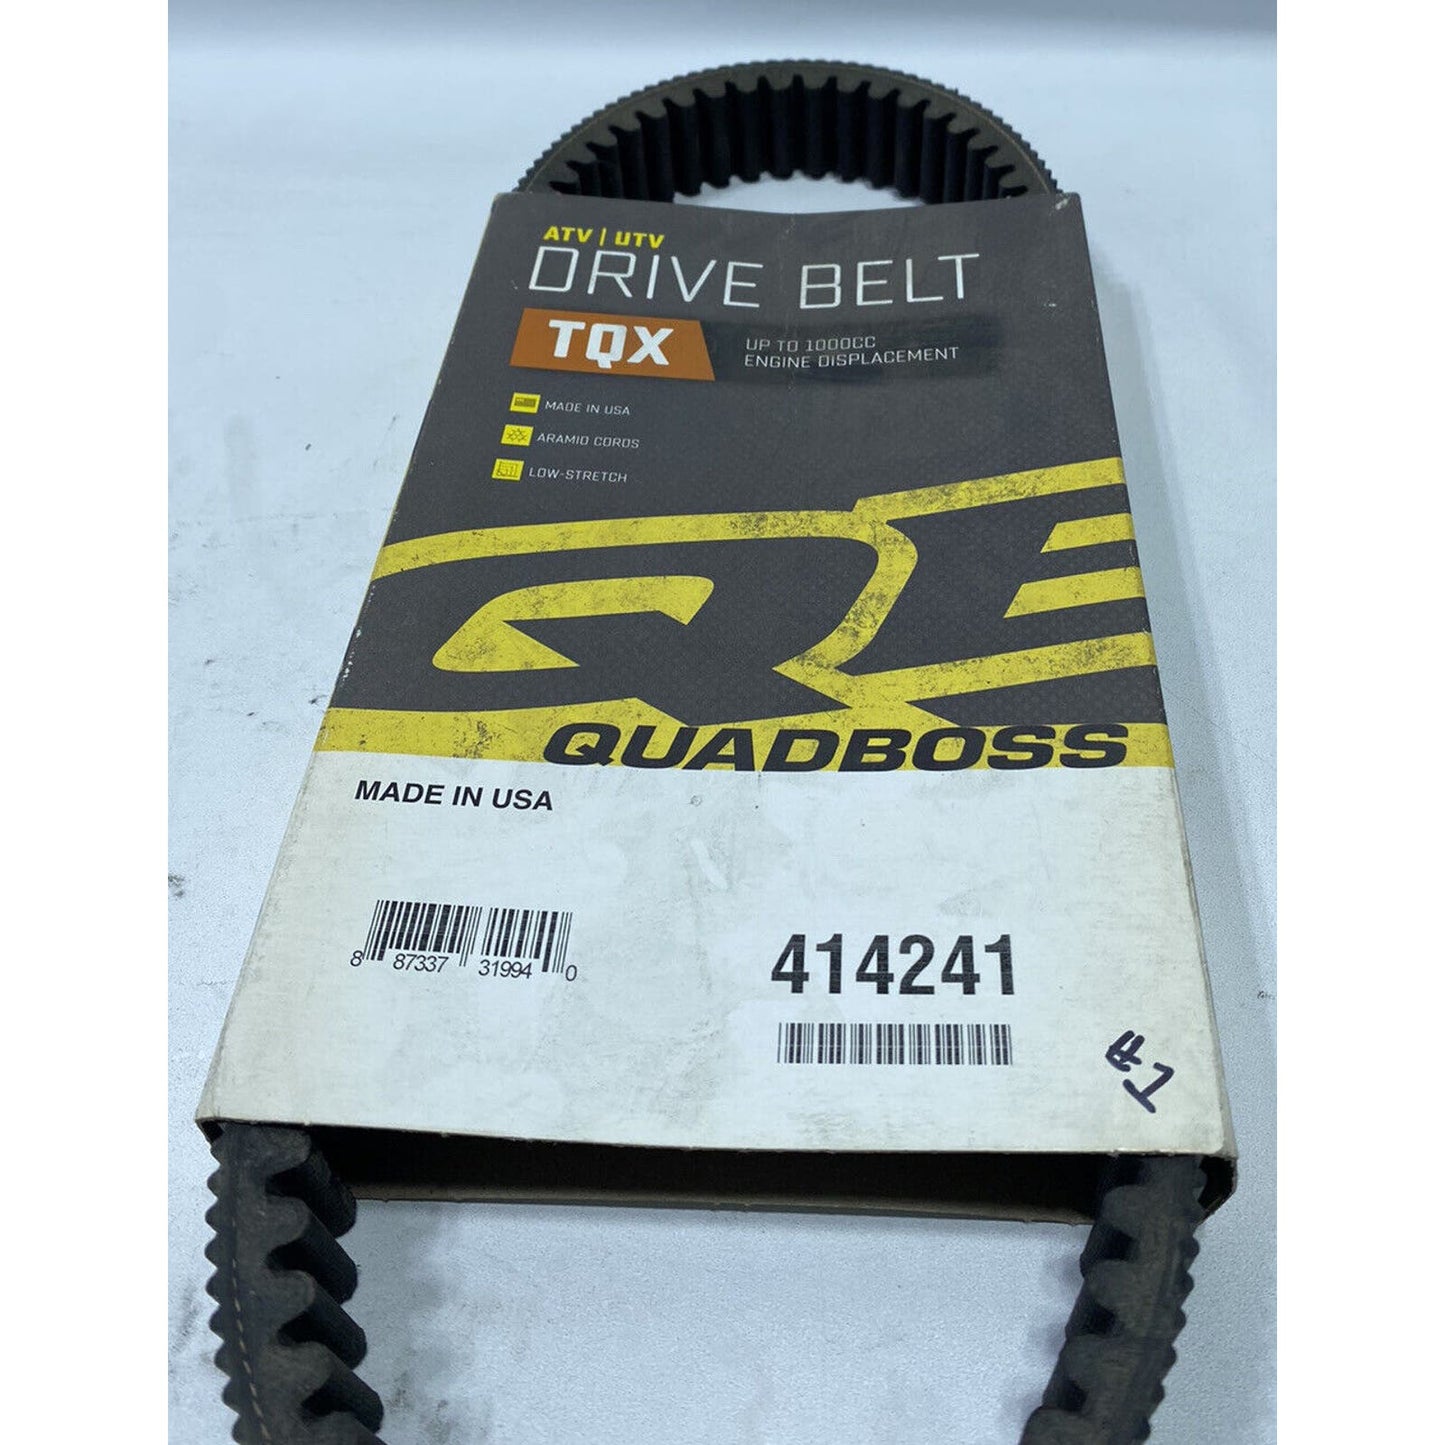 ATV | UTV
DRIVE BELT
TQX
UP TO 1000CC
ENGINE DISPLACEMENT
MADE IN USA
ARAMID CORDS
LOW-STRETCH
QUADBOSS
MADE IN USA
8 87337 31994 0
414241